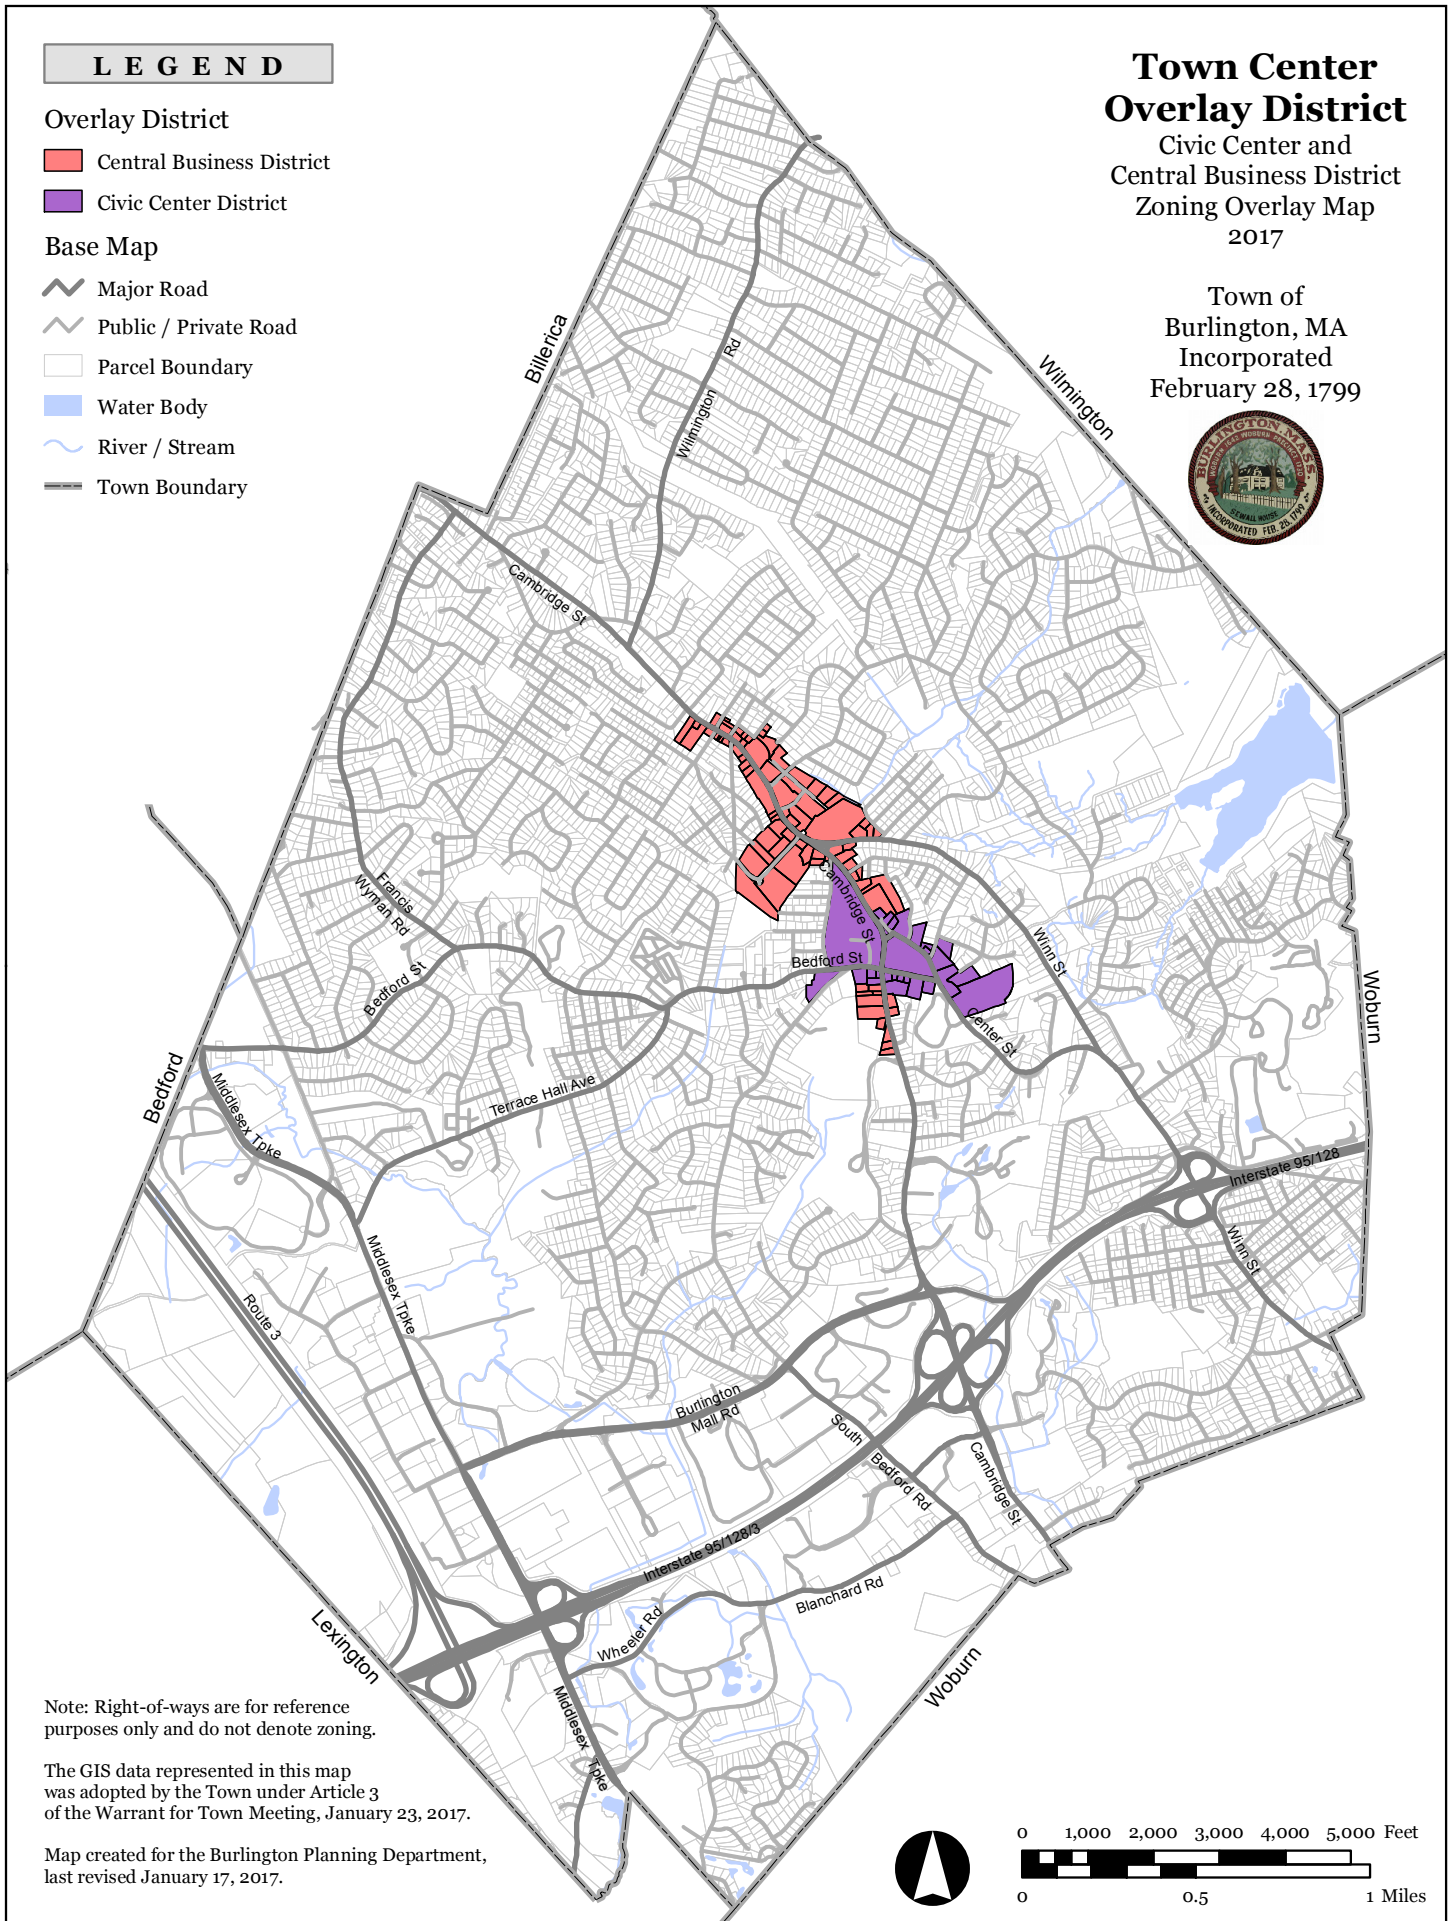 L E G E N D
Overlay District
Central Business District
Civic Center District
Base Map
Major Road
Public / Private Road
Parcel Boundary
Water Body
River / Stream
Town Boundary
Town Center
Overlay District
Civic Center and
Central Business District
Zoning Overlay Map
2017
Town of
Burlington, MA
Incorporated
February 28, 1799
BURLINGTON MASS.
SEWALL HOUSE
INCORPORATED FEB. 28, 1799
Billerica
Wilmington
Wilmington
Rd
Cambridge St
Francis
Wyman Rd
Bedford St
Bedford St
Cambridge St
Winn St
Center St
Woburn
Bedford
Terrace Hall Ave
Middlesex Tpke
Interstate 95/128
Winn St
Middlesex Tpke
Route 3
Burlington
Mall Rd
South
Bedford Rd
Cambridge St
Interstate 95/128/3
Blanchard Rd
Wheeler Rd
Lexington
Woburn
Middlesex Tpke
Note: Right-of-ways are for reference
purposes only and do not denote zoning.
The GIS data represented in this map
was adopted by the Town under Article 3
of the Warrant for Town Meeting, January 23, 2017.
Map created for the Burlington Planning Department,
last revised January 17, 2017.
0 1,000 2,000 3,000 4,000 5,000 Feet
0 0.5 1 Miles